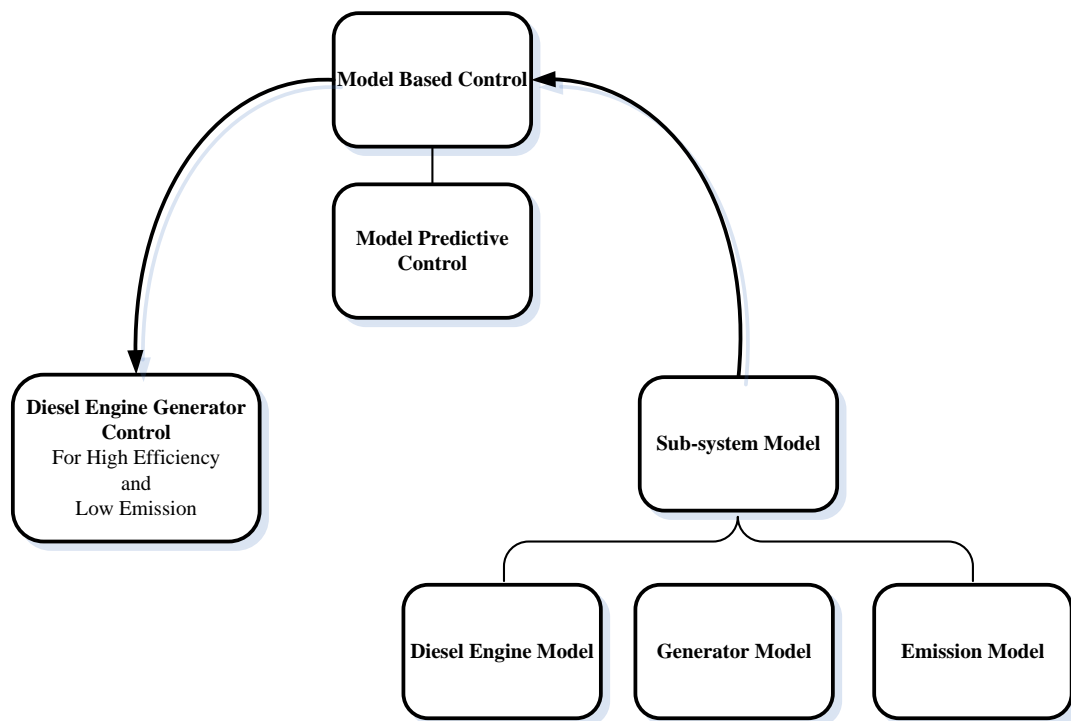 Model Based Control
Model Predictive
Control
Diesel Engine Generator
Control
For High Efficiency
and
Low Emission
Sub-system Model
Diesel Engine Model
Generator Model
Emission Model